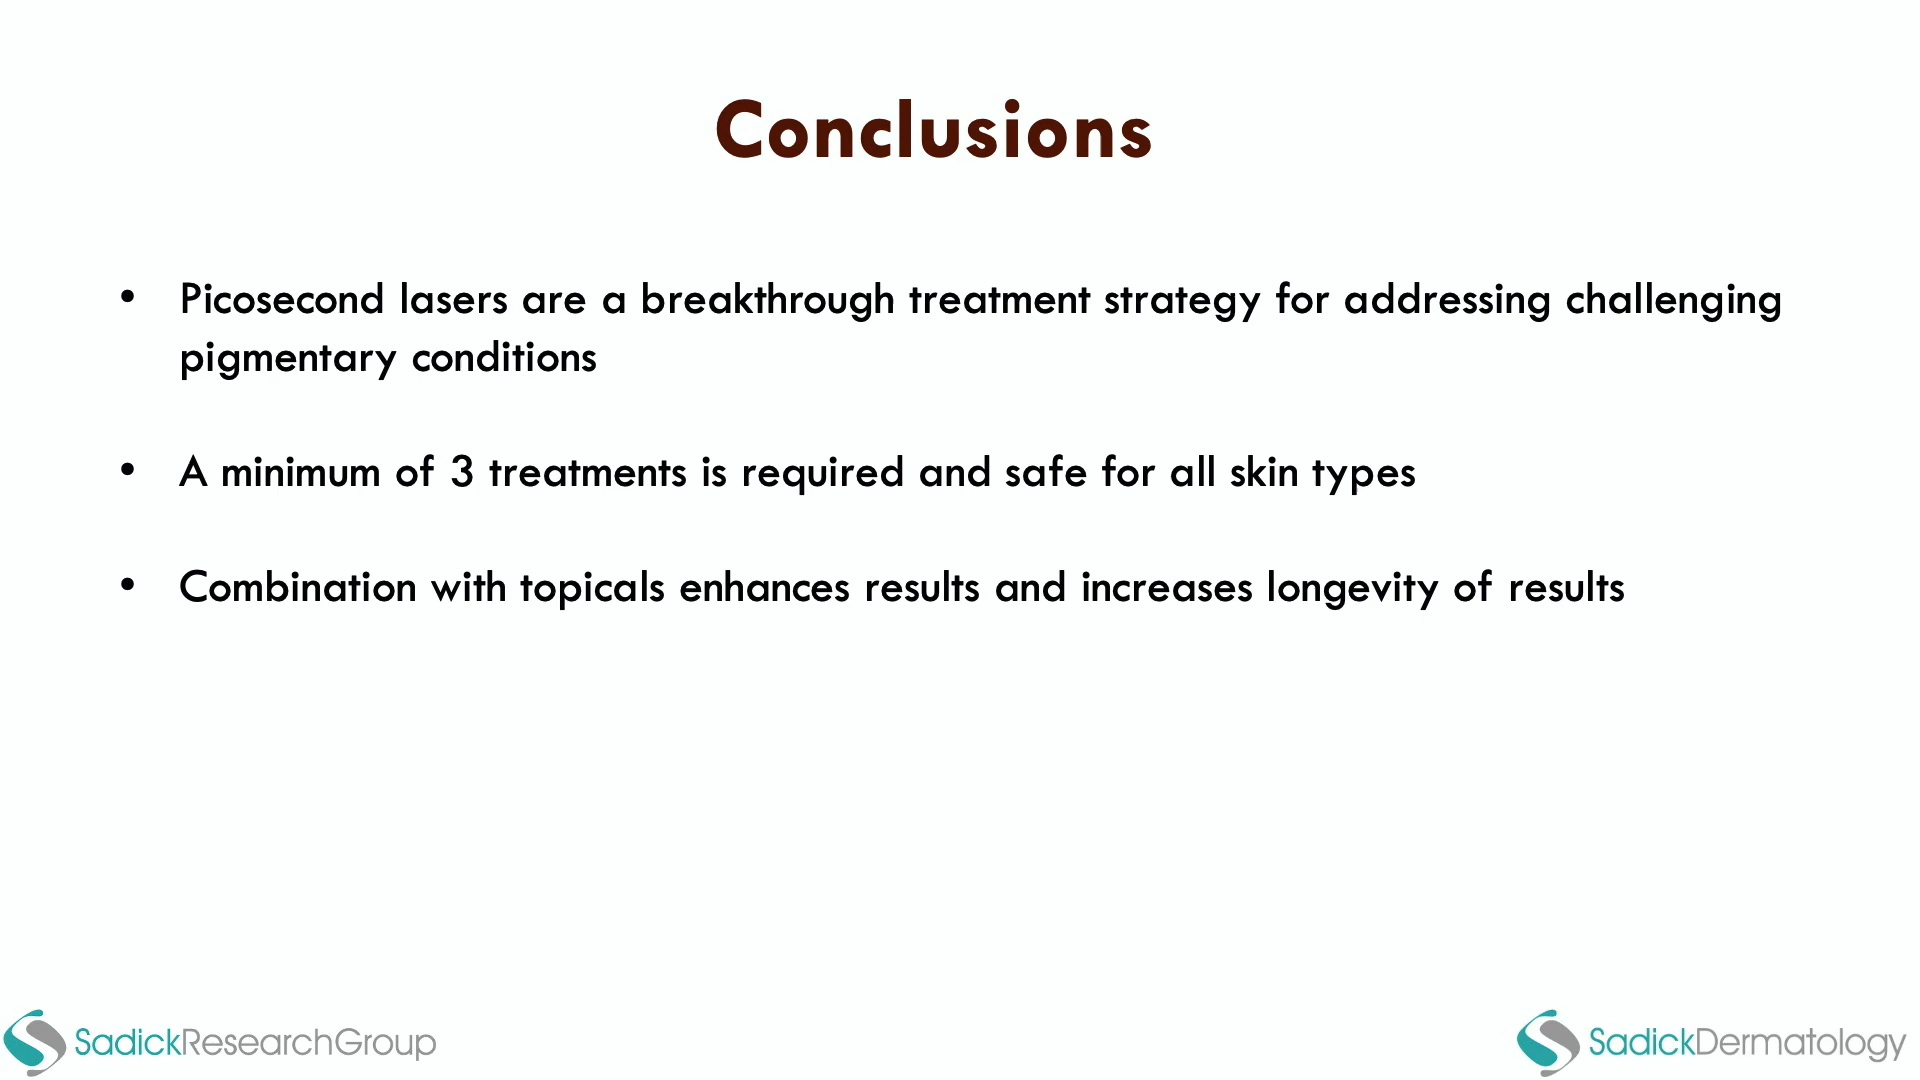 Conclusions
• Picosecond lasers are a breakthrough treatment strategy for addressing challenging
pigmentary conditions
• A minimum of 3 treatments is required and safe for all skin types
• Combination with topicals enhances results and increases longevity of results
SadickResearchGroup
SadickDermatology